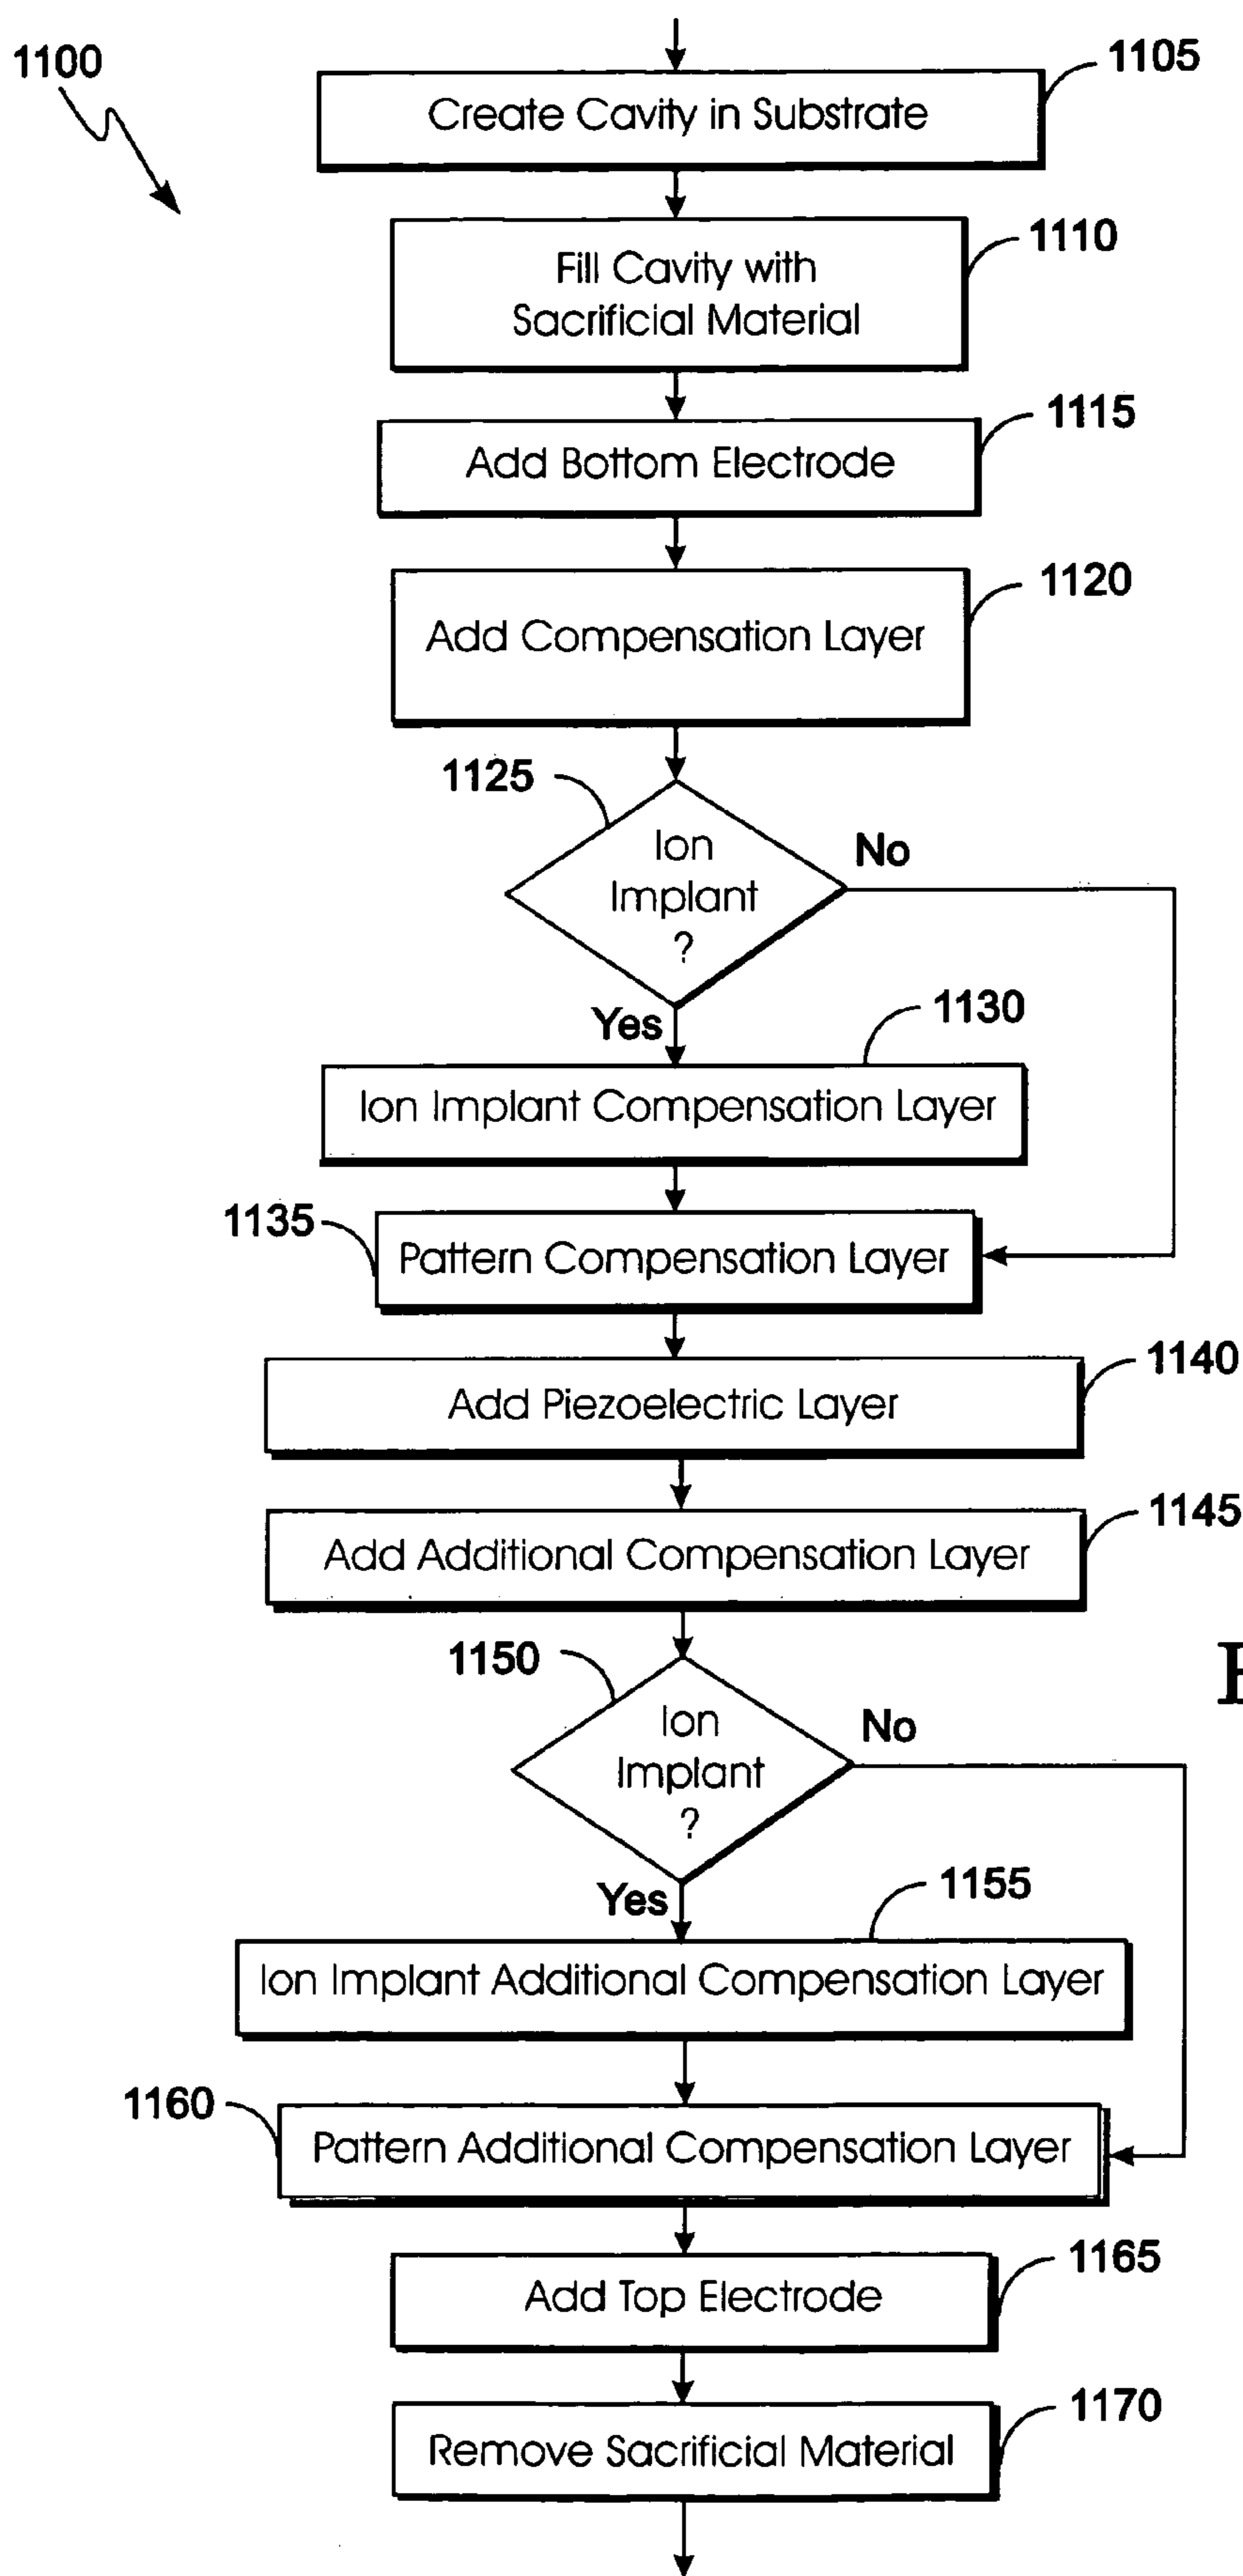 1100
1105
Create Cavity in Substrate
1110
Fill Cavity with
Sacrificial Material
1115
Add Bottom Electrode
1120
Add Compensation Layer
1125
Ion
Implant
?
No
Yes
1130
Ion Implant Compensation Layer
1135
Pattern Compensation Layer
1140
Add Piezoelectric Layer
1145
Add Additional Compensation Layer
1150
Ion
Implant
?
No
Yes
1155
Ion Implant Additional Compensation Layer
1160
Pattern Additional Compensation Layer
1165
Add Top Electrode
1170
Remove Sacrificial Material